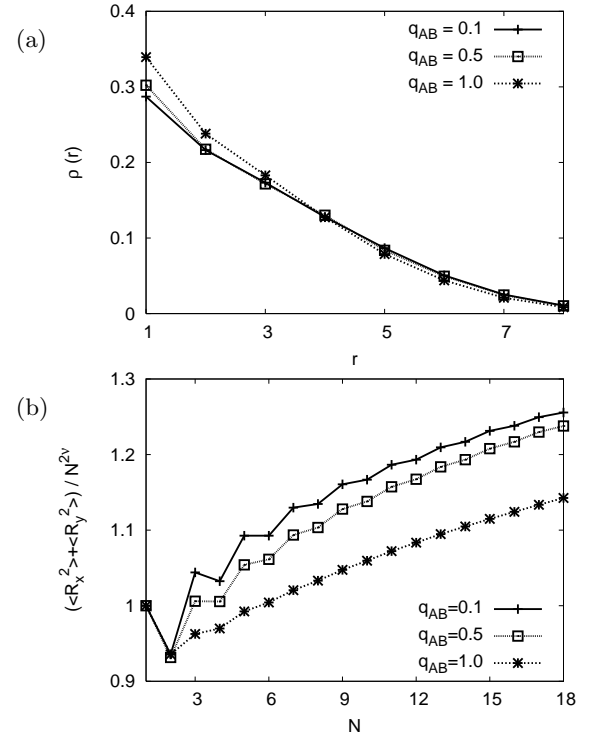 (a)
0.4
0.3
0.2
0.1
0
ρ (r)
q_AB = 0.1
q_AB = 0.5
q_AB = 1.0
1 3 5 7
r
(b)
1.3
1.2
1.1
1
0.9
(<R_x^2>+<R_y^2>) / N^2ν
q_AB=0.1
q_AB=0.5
q_AB=1.0
3 6 9 12 15 18
N